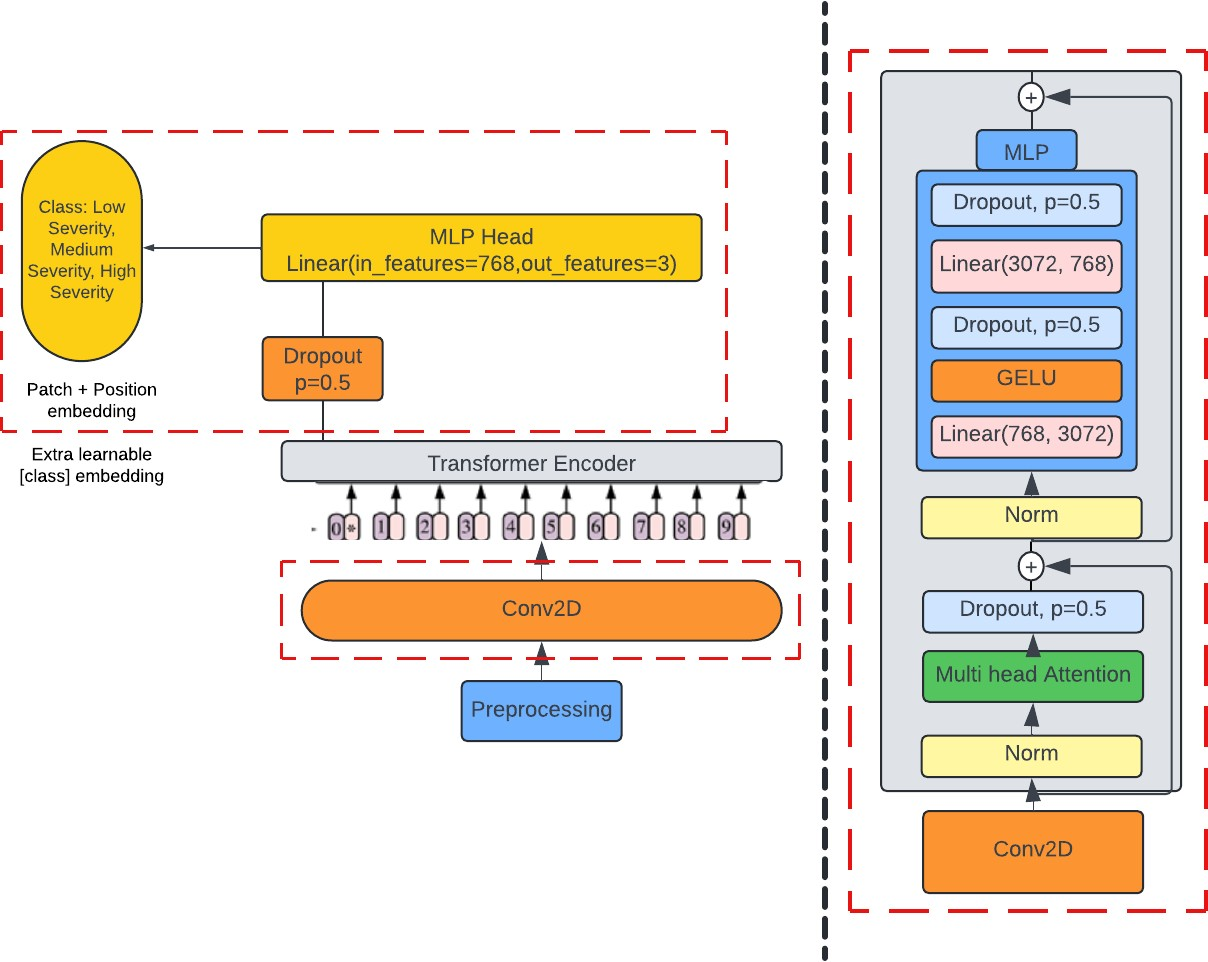 Class: Low
Severity,
Medium
Severity, High
Severity
MLP Head
Linear(in_features=768,out_features=3)
Dropout
p=0.5
Patch + Position
embedding
Extra learnable
[class] embedding
Transformer Encoder
0 * 1 2 3 4 5 6 7 8 9
Conv2D
Preprocessing
+
MLP
Dropout, p=0.5
Linear(3072, 768)
Dropout, p=0.5
GELU
Linear(768, 3072)
Norm
+
Dropout, p=0.5
Multi head Attention
Norm
Conv2D